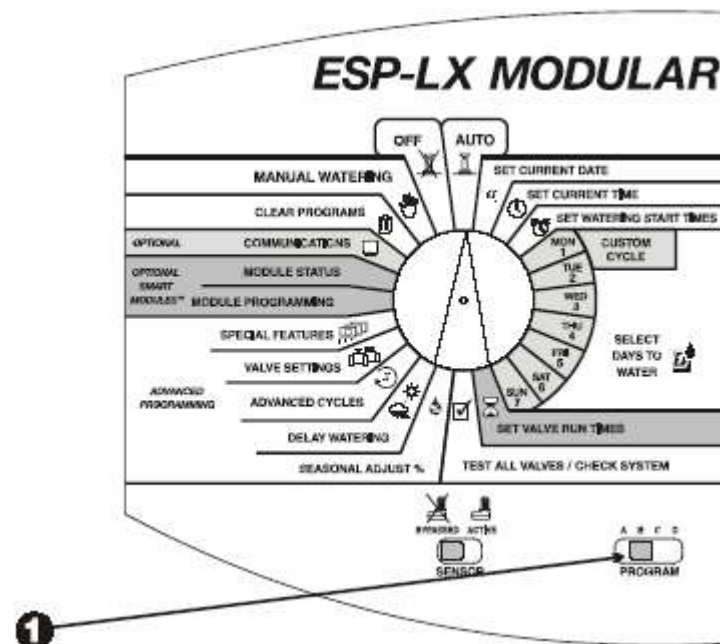 ESP-LX MODULAR
OFF
AUTO
MANUAL WATERING
CLEAR PROGRAMS
OPTIONAL
COMMUNICATIONS
OPTIONAL
SMART
MODULES™
MODULE STATUS
MODULE PROGRAMMING
SPECIAL FEATURES
VALVE SETTINGS
ADVANCED
PROGRAMMING
ADVANCED CYCLES
DELAY WATERING
SEASONAL ADJUST %
SET CURRENT DATE
SET CURRENT TIME
SET WATERING START TIMES
CUSTOM
CYCLE
MON
1
TUE
2
WED
3
THU
4
FRI
5
SAT
6
SUN
7
SELECT
DAYS TO
WATER
SET VALVE RUN TIMES
TEST ALL VALVES / CHECK SYSTEM
BYPASSED ACTIVE
SENSOR
A B C D
PROGRAM
1